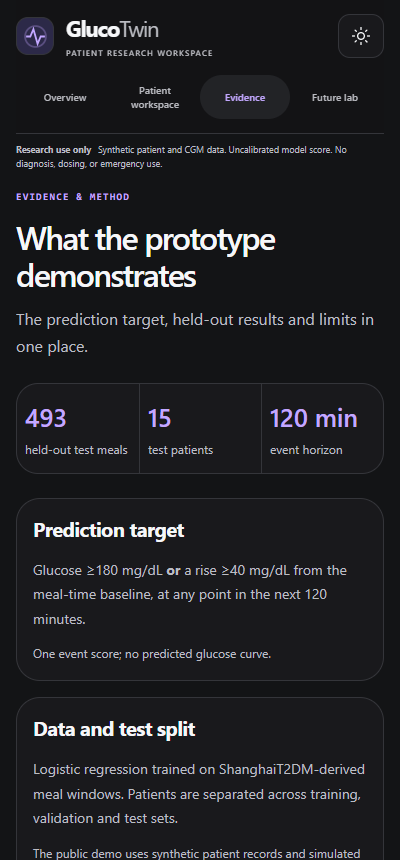 GlucoTwin
PATIENT RESEARCH WORKSPACE
Overview
Patient
workspace
Evidence
Future lab
Research use only Synthetic patient and CGM data. Uncalibrated model score. No
diagnosis, dosing, or emergency use.
EVIDENCE & METHOD
What the prototype
demonstrates
The prediction target, held-out results and limits in
one place.
493
held-out test meals
15
test patients
120 min
event horizon
Prediction target
Glucose ≥180 mg/dL or a rise ≥40 mg/dL from the
meal-time baseline, at any point in the next 120
minutes.
One event score; no predicted glucose curve.
Data and test split
Logistic regression trained on ShanghaiT2DM-derived
meal windows. Patients are separated across training,
validation and test sets.
The public demo uses synthetic patient records and simulated